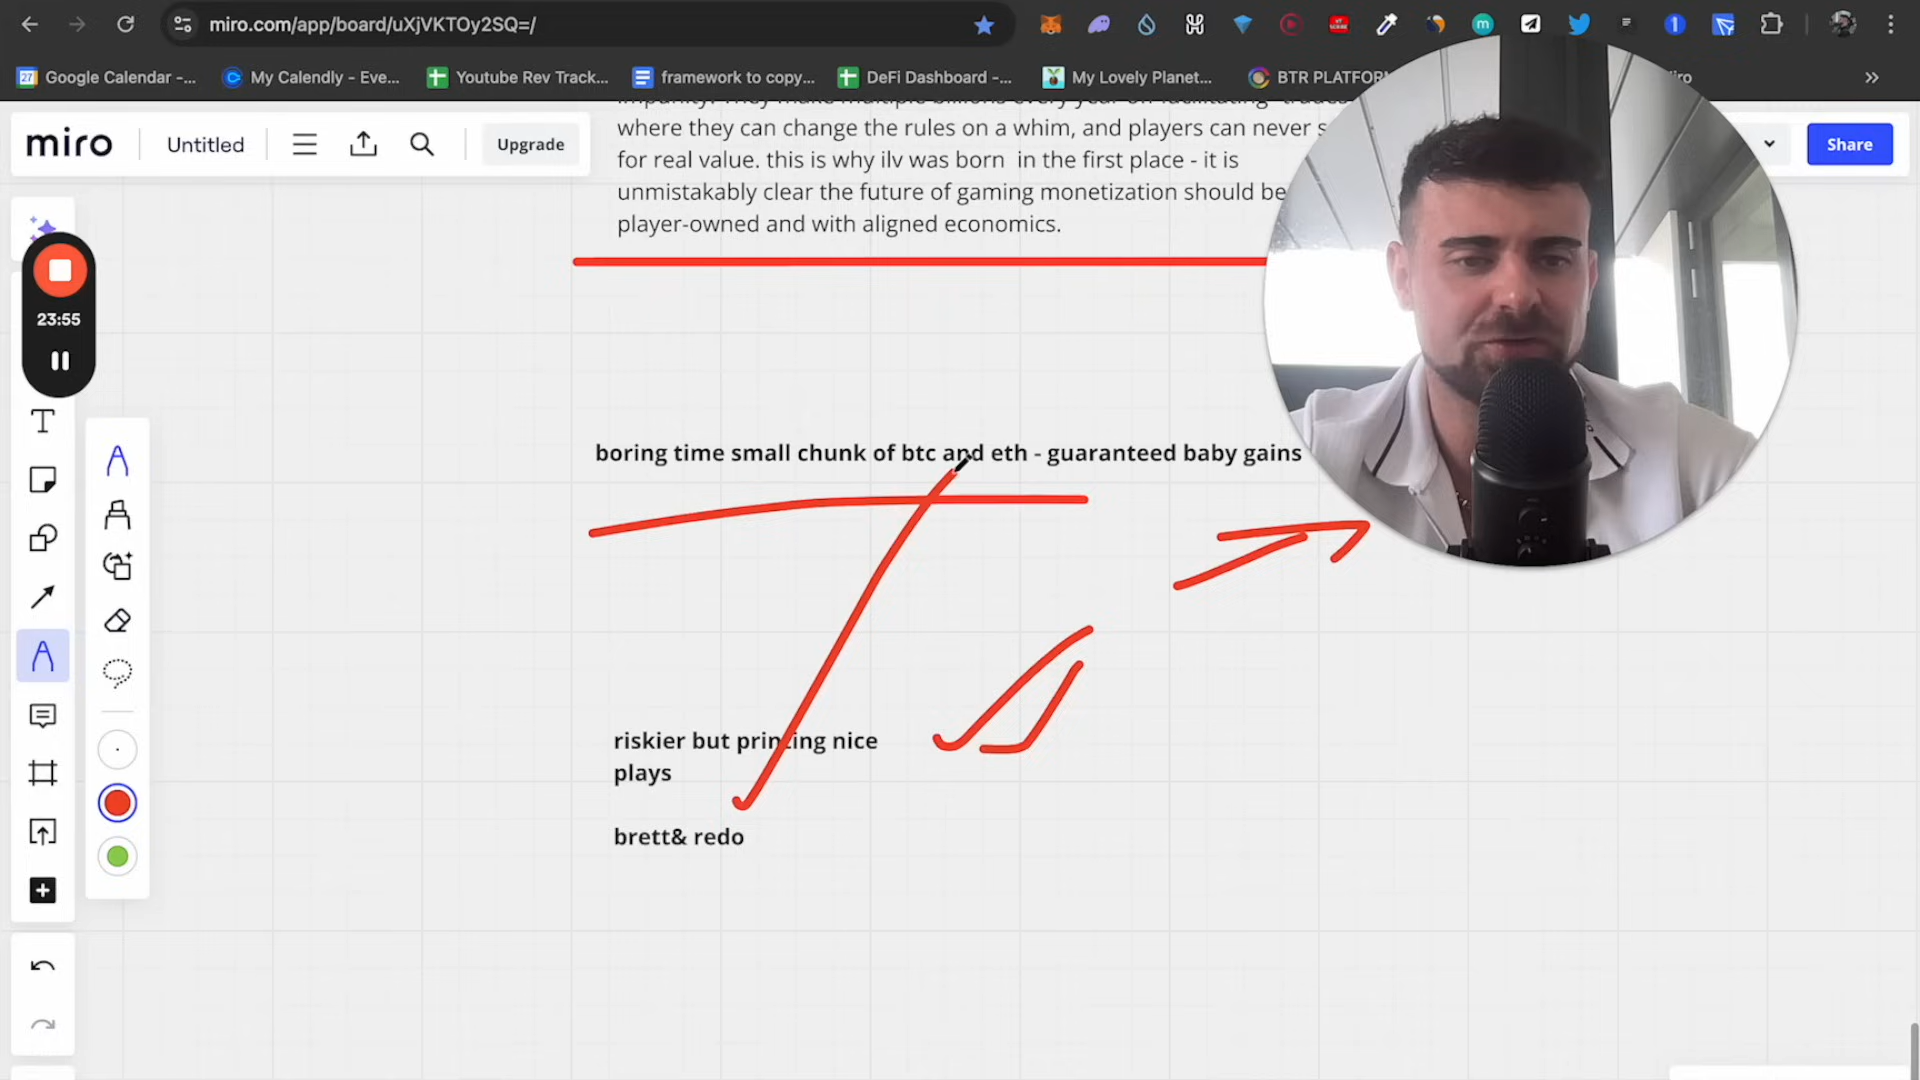 miro.com/app/board/uXjVKTOy2SQ=/
27 Google Calendar -... My Calendly - Eve... Youtube Rev Track... framework to copy... DeFi Dashboard -... My Lovely Planet... BTR PLATFOR
miro Untitled Upgrade Share
where they can change the rules on a whim, and players can never s
for real value. this is why ilv was born in the first place - it is
unmistakably clear the future of gaming monetization should be
player-owned and with aligned economics.
23:55
boring time small chunk of btc and eth - guaranteed baby gains
riskier but printing nice
plays
brett& redo